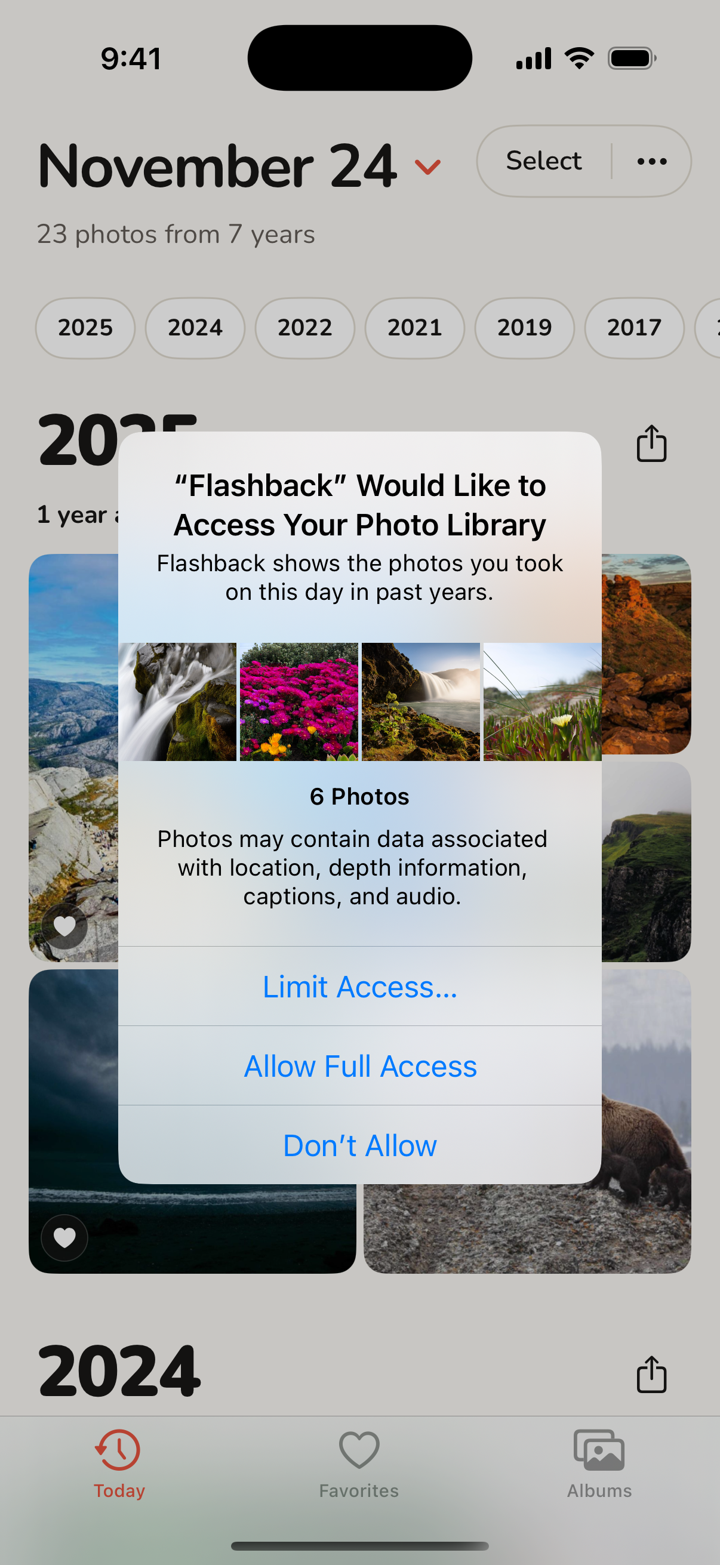 9:41
November 24
Select
23 photos from 7 years
2025
2024
2022
2021
2019
2017
“Flashback” Would Like to
Access Your Photo Library
Flashback shows the photos you took
on this day in past years.
1 year
6 Photos
Photos may contain data associated
with location, depth information,
captions, and audio.
Limit Access...
Allow Full Access
Don’t Allow
2024
Today
Favorites
Albums